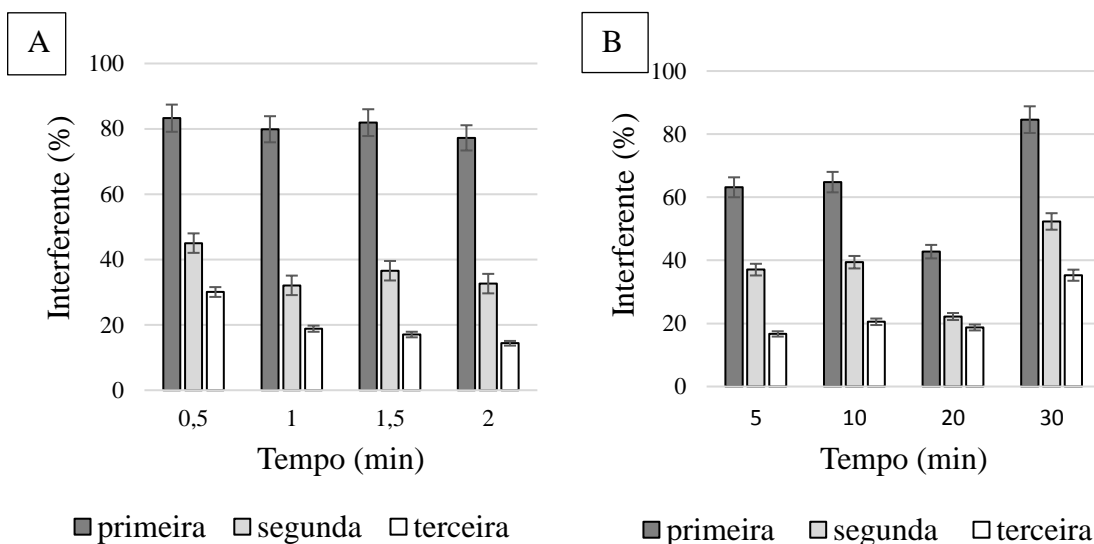 A
Interferente (%)
100
80
60
40
20
0
0,5 1 1,5 2
Tempo (min)
primeira segunda terceira
B
Interferente (%)
100
80
60
40
20
0
5 10 20 30
Tempo (min)
primeira segunda terceira